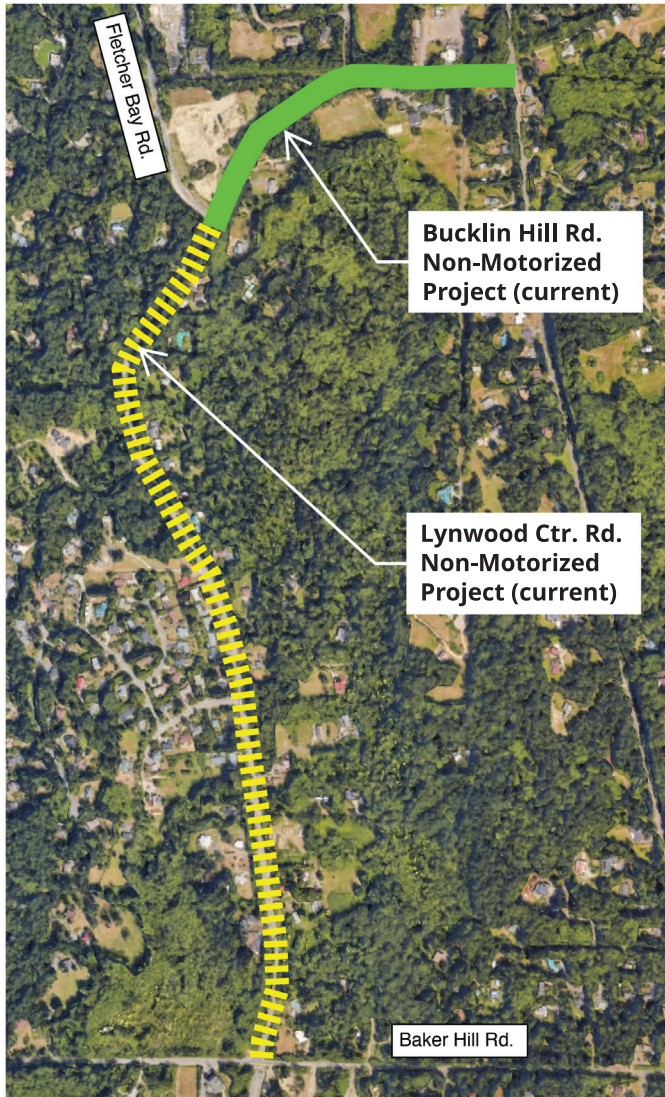 Fletcher Bay Rd.
Bucklin Hill Rd.
Non-Motorized
Project (current)
Lynwood Ctr. Rd.
Non-Motorized
Project (current)
Baker Hill Rd.